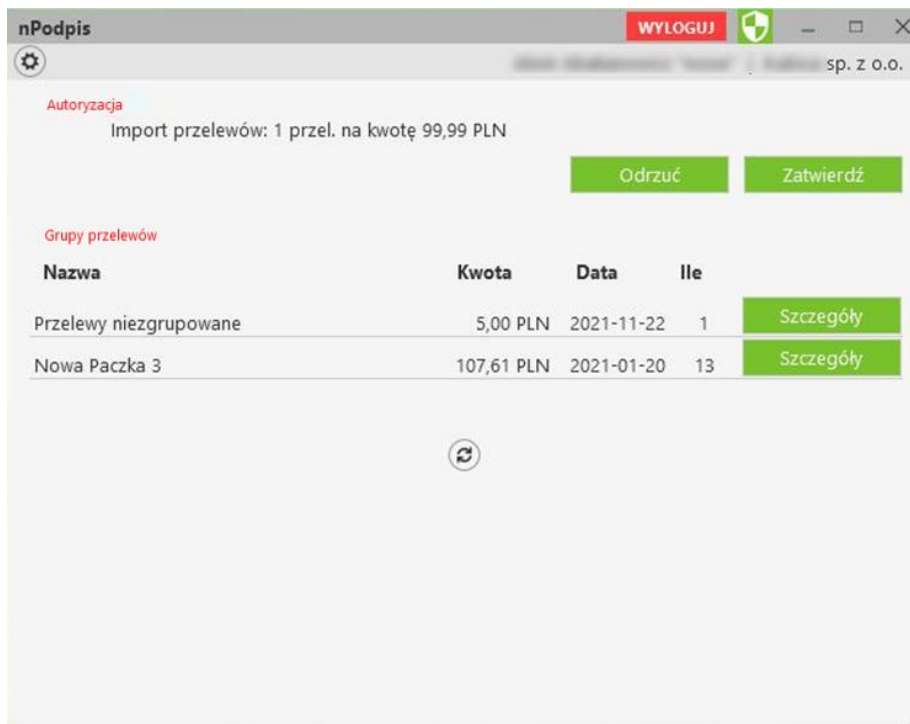 nPodpis WYLOGUJ
sp. z o.o.
Autoryzacja
Import przelewów: 1 przel. na kwotę 99,99 PLN
Odrzuć Zatwierdź
Grupy przelewów
Nazwa Kwota Data Ile
Przelewy niezgrupowane 5,00 PLN 2021-11-22 1 Szczegóły
Nowa Paczka 3 107,61 PLN 2021-01-20 13 Szczegóły